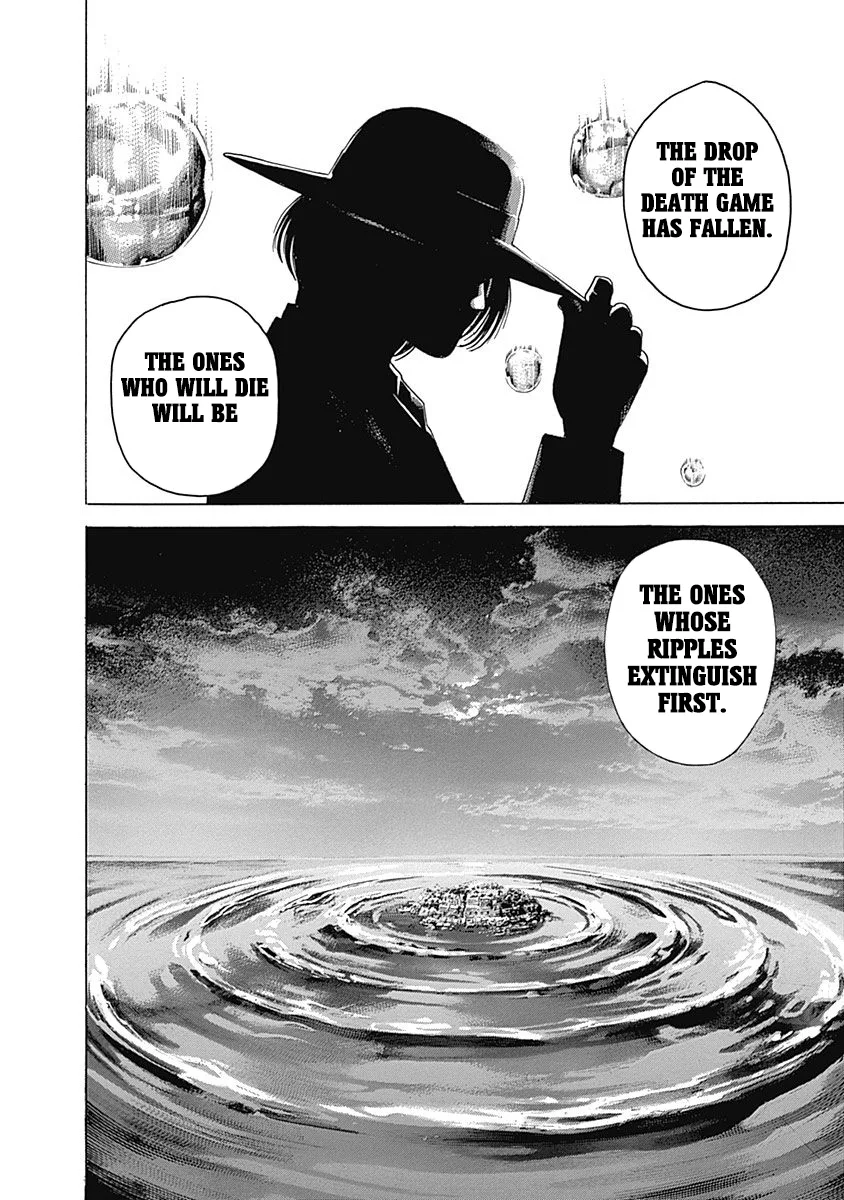 THE DROP
OF THE
DEATH GAME
HAS FALLEN.
THE ONES
WHO WILL DIE
WILL BE
THE ONES
WHOSE
RIPPLES
EXTINGUISH
FIRST.